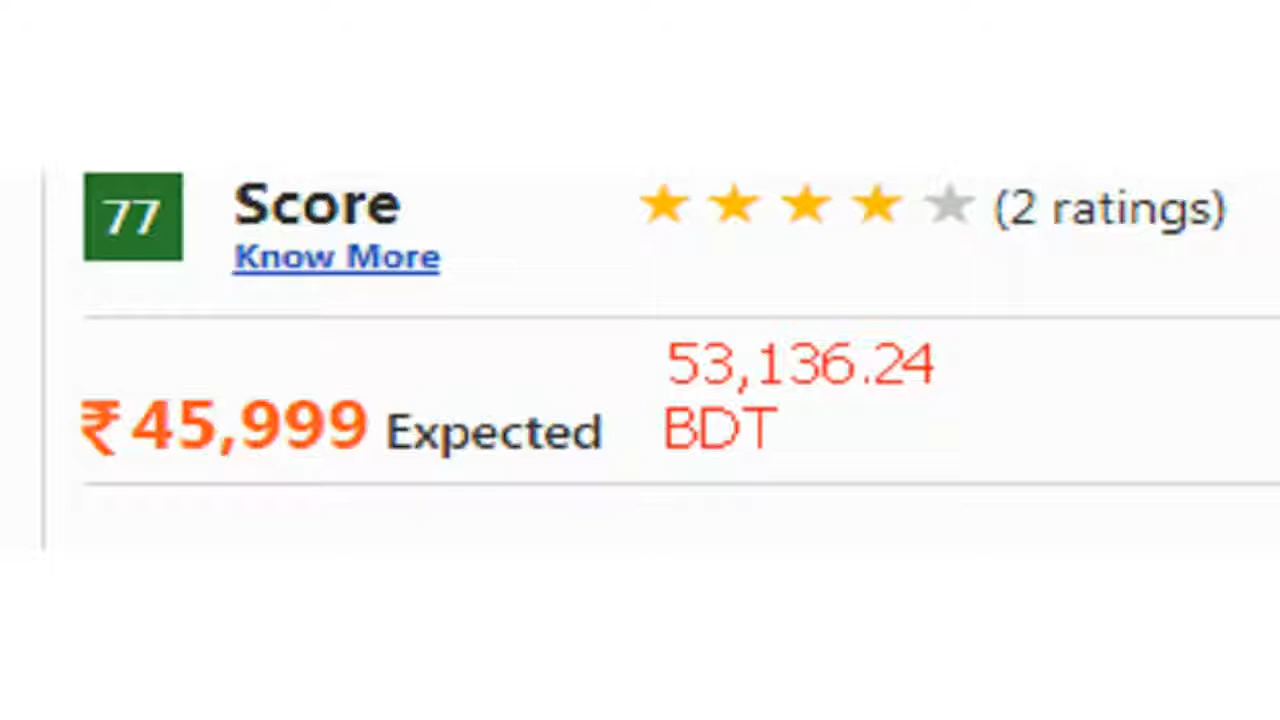 77 Score (2 ratings)
Know More
₹45,999 Expected
53,136.24
BDT